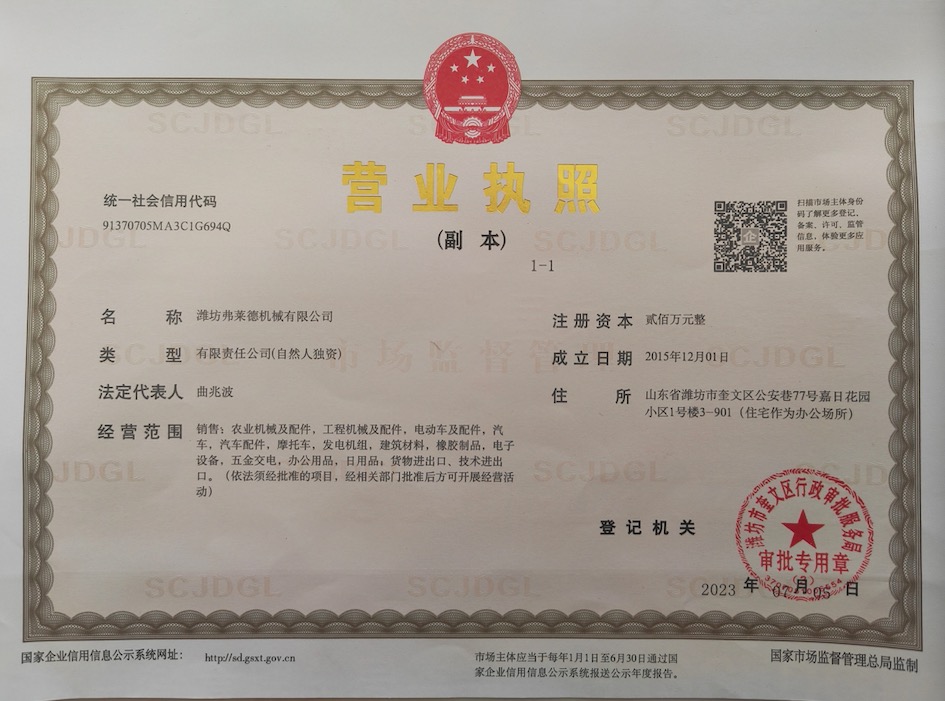 营业执照
(副 本)
1-1
统一社会信用代码
91370705MA3C1G694Q
扫描市场主体身份
码了解更多登记、
备案、许可、监管
信息，体验更多应
用服务。
名 称 潍坊弗莱德机械有限公司
类 型 有限责任公司(自然人独资)
法定代表人 曲兆波
经营范围 销售：农业机械及配件，工程机械及配件，电动车及配件，汽
车，汽车配件，摩托车，发电机组，建筑材料，橡胶制品，电子
设备，五金交电，办公用品，日用品；货物进出口、技术进出
口。（依法须经批准的项目，经相关部门批准后方可开展经营活
动）
注册资本 贰佰万元整
成立日期 2015年12月01日
住 所 山东省潍坊市奎文区公安巷77号嘉日花园
小区1号楼3-901（住宅作为办公场所）
登记机关
潍坊市奎文区行政审批服务局
审批专用章
2023 年 07 月 05 日
国家企业信用信息公示系统网址： http://sd.gsxt.gov.cn
市场主体应当于每年1月1日至6月30日通过国
家企业信用信息公示系统报送公示年度报告。
国家市场监督管理总局监制
SCJDGL
市场监督管理